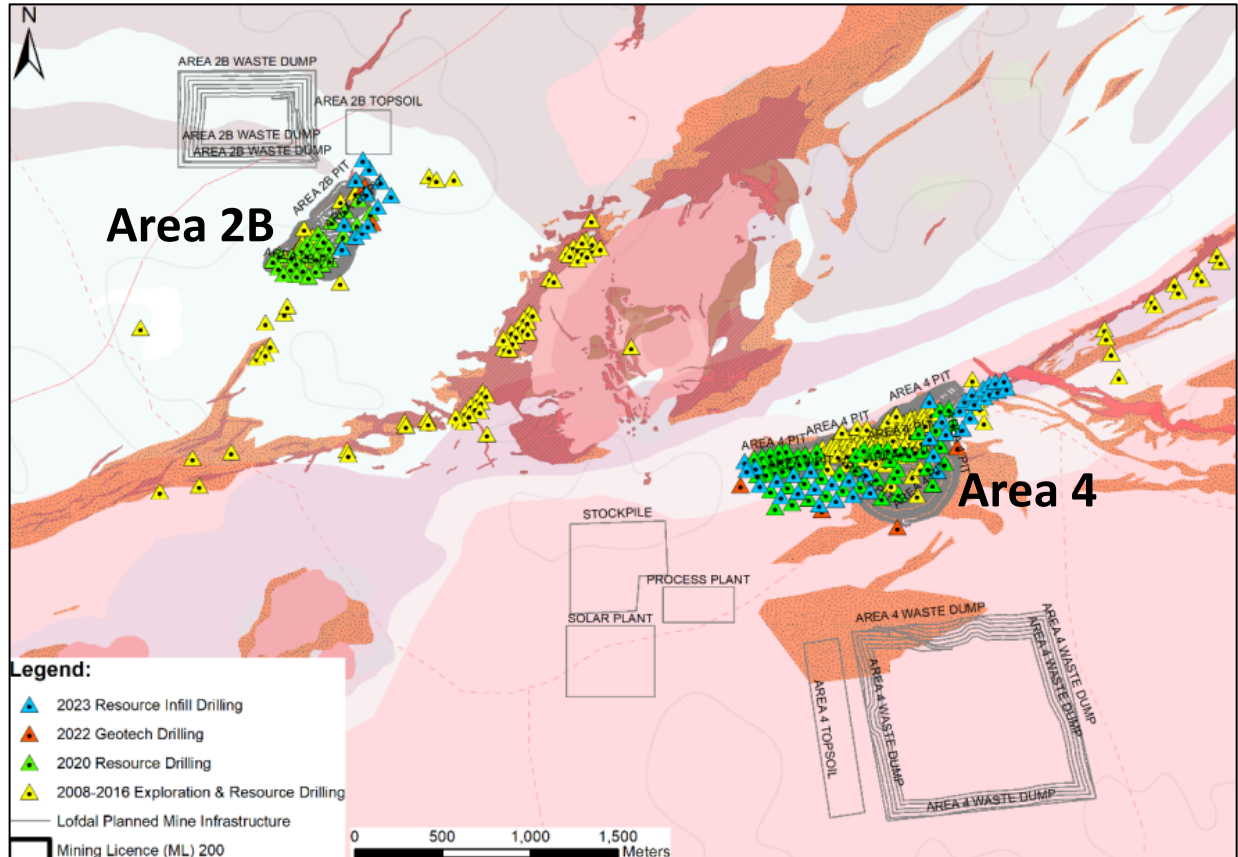 N
AREA 2B WASTE DUMP
AREA 2B TOPSOIL
AREA 2B WASTE DUMP
AREA 2B WASTE DUMP
AREA 2B PIT
Area 2B
AREA 4 PIT
AREA 4 PIT
AREA 4 PIT
Area 4
STOCKPILE
PROCESS PLANT
SOLAR PLANT
AREA 4 WASTE DUMP
AREA 4 WASTE DUMP
AREA 4 WASTE DUMP
AREA 4 WASTE DUMP
AREA 4 TOPSOIL
AREA 4 WASTE DUMP
Legend:
2023 Resource Infill Drilling
2022 Geotech Drilling
2020 Resource Drilling
2008-2016 Exploration & Resource Drilling
Lofdal Planned Mine Infrastructure
Mining Licence (ML) 200
0 500 1,000 1,500
Meters